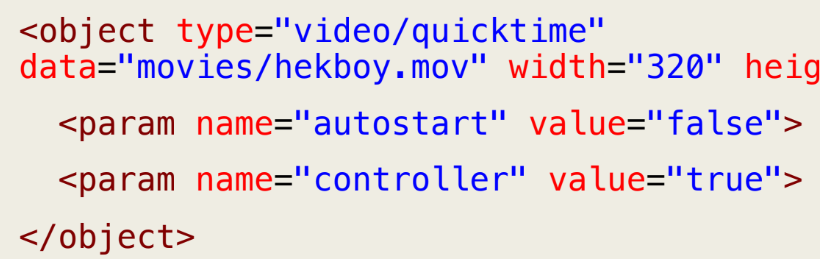 <object type="video/quicktime"
data="movies/hekboy.mov" width="320" heig
<param name="autostart" value="false">
<param name="controller" value="true">
</object>